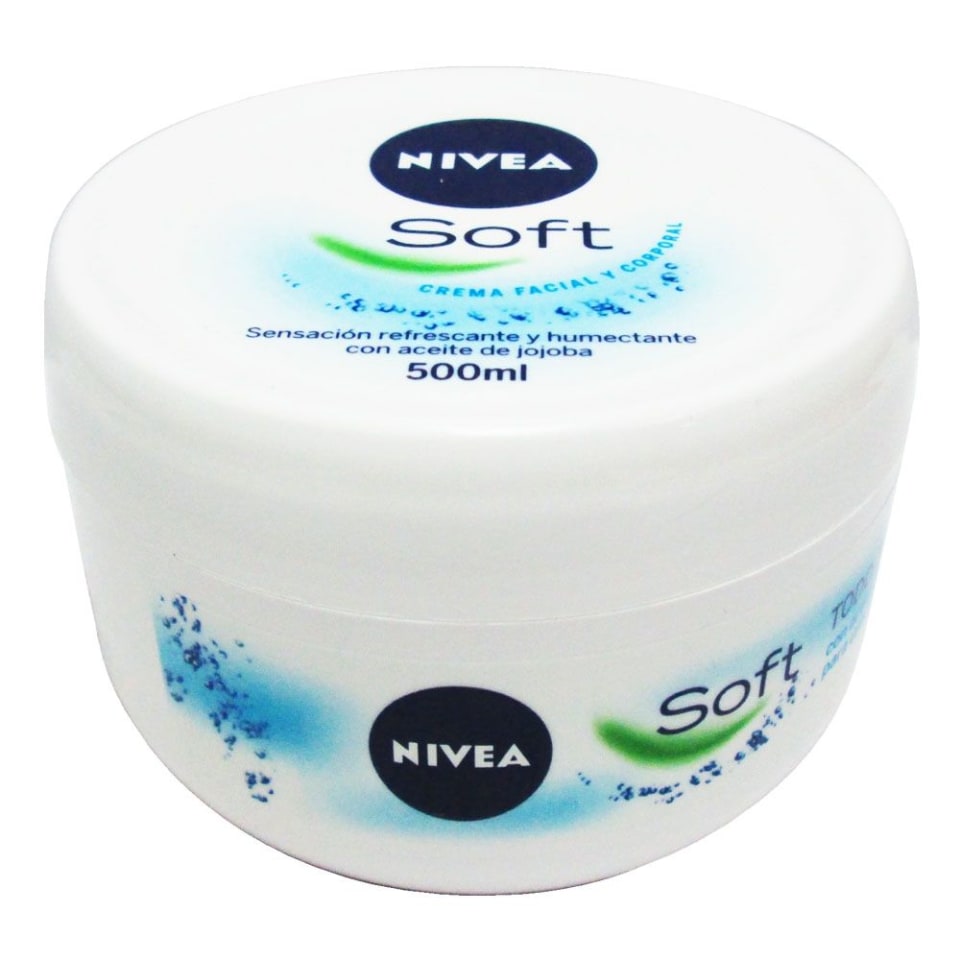 NIVEA
Soft
CREMA FACIAL Y CORPORAL
Sensación refrescante y humectante
con aceite de jojoba
500ml
NIVEA
Soft